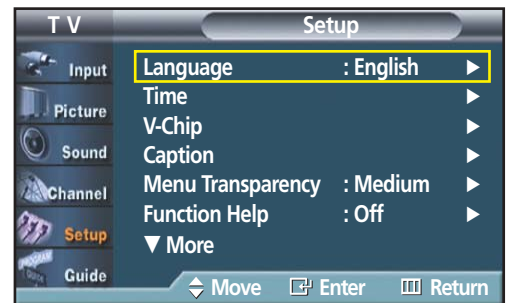 T V
Setup
Input
Picture
Sound
Channel
Setup
Guide
Language : English ▶
Time ▶
V-Chip ▶
Caption ▶
Menu Transparency : Medium ▶
Function Help : Off ▶
▼ More
Move Enter Return